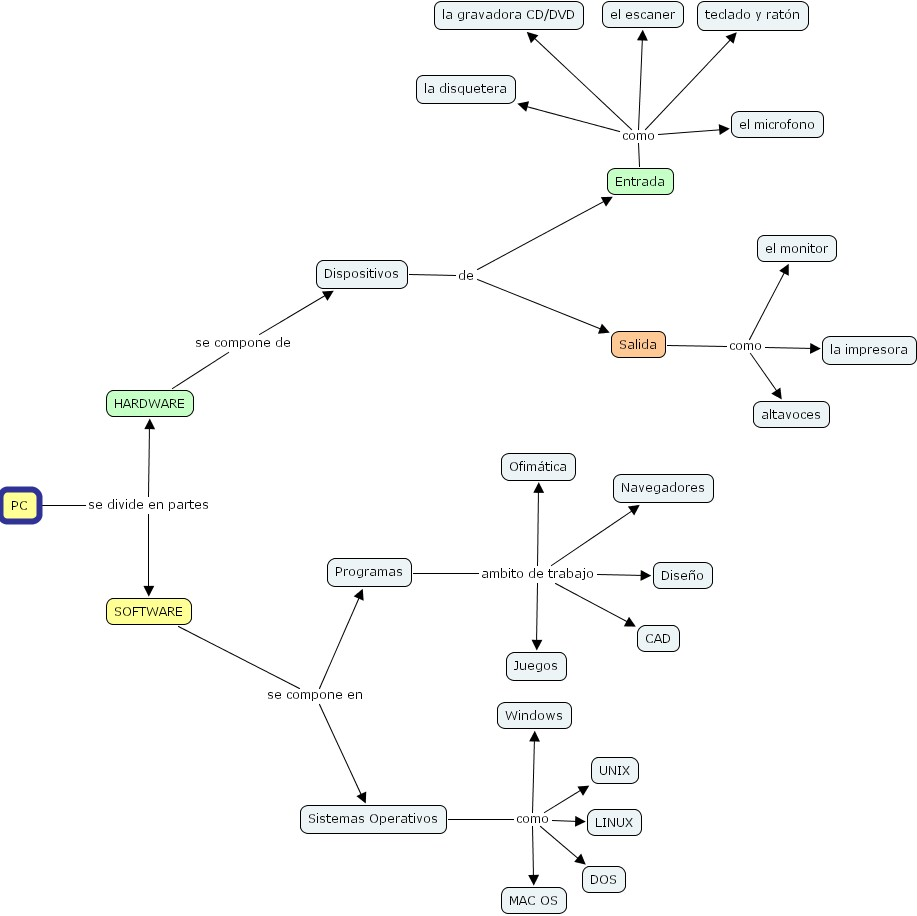 la gravadora CD/DVD
el escaner
teclado y ratón
la disquetera
como
el microfono
Entrada
el monitor
Dispositivos
de
se compone de
Salida
como
la impresora
HARDWARE
altavoces
Ofimática
Navegadores
PC
se divide en partes
Programas
ambito de trabajo
Diseño
SOFTWARE
CAD
Juegos
se compone en
Windows
UNIX
Sistemas Operativos
como
LINUX
DOS
MAC OS